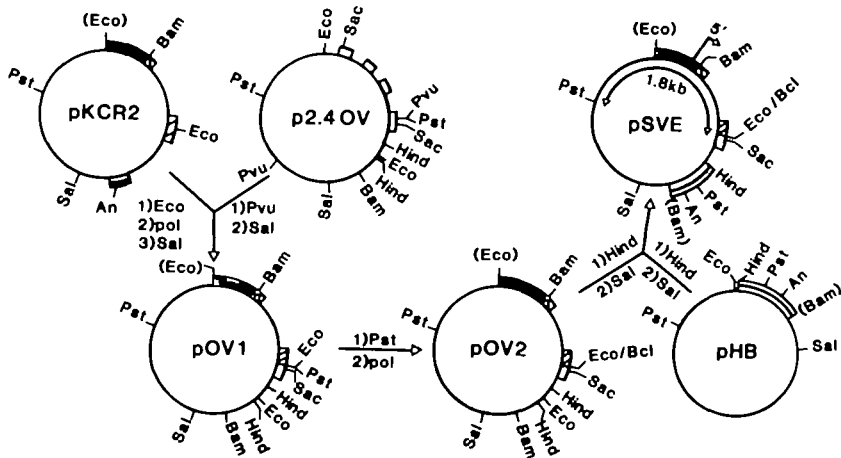 (Eco)
Bam
Pst
pKCR2
Eco
Sal
An
Eco
Sac
Pst
p2.4 OV
Pvu
Pst
Sac
Hind
Eco
Hind
Bam
Sal
Pvu
1)Eco
2)pol
3)Sal
1)Pvu
2)Sal
(Eco)
Bam
Pst
pOV1
Eco
Pst
Sac
Hind
Eco
Hind
Bam
Sal
1)Pst
2)pol
(Eco)
Bam
Pst
pOV2
Eco/Bcl
Sac
Hind
Eco
Hind
Bam
Sal
1)Hind
2)Sal
1)Hind
2)Sal
(Eco)
5'
Bam
Pst
1.8kb
pSVE
Eco/Bcl
Sac
Hind
Pst
An
(Bam)
Sal
Eco
Hind
Pst
An
(Bam)
Pst
pHB
Sal